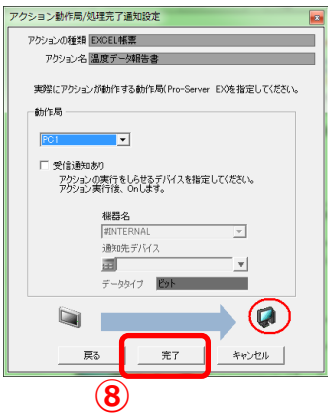 アクション動作局/処理完了通知設定
アクションの種類 EXCEL帳票
アクション名 温度データ報告書
実際にアクションが動作する動作局(Pro-Server EXを指定してください。
動作局
PC1
受信通知あり
アクションの実行をしらせるデバイスを指定してください。
アクション実行後、Onします。
機器名
#INTERNAL
通知先デバイス
データタイプ ビット
戻る 完了 キャンセル
⑧